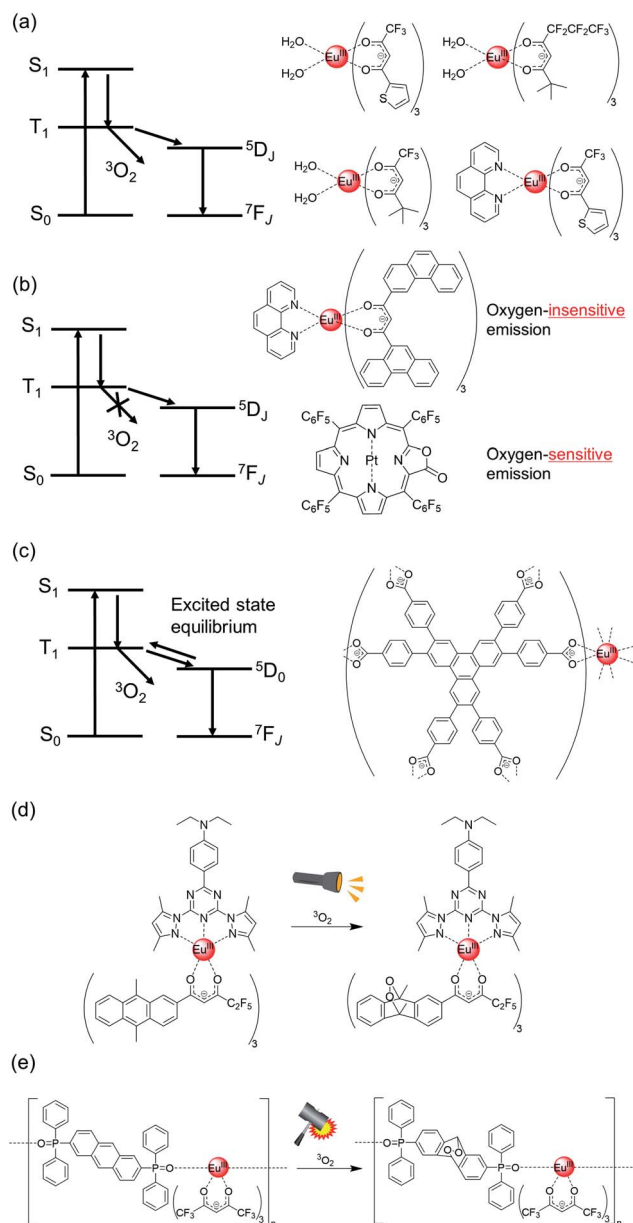 (a)
S1
T1
³O2
⁵DJ
S0
⁷FJ
H2O
H2O
EuIII
O
O
CF3
S
3
H2O
H2O
EuIII
O
O
CF2CF2CF3
3
H2O
H2O
EuIII
O
O
CF3
3
N
N
EuIII
O
O
CF3
S
3
(b)
S1
T1
³O2
⁵DJ
S0
⁷FJ
N
N
EuIII
O
O
3
Oxygen-insensitive
emission
C6F5
C6F5
N
N
Pt
N
N
O
O
C6F5
C6F5
Oxygen-sensitive
emission
(c)
S1
Excited state
equilibrium
T1
³O2
⁵D0
S0
⁷FJ
O
O
O
O
O
O
O
O
EuIII
O
O
O
O
(d)
N
N
N
N
N
N
N
N
EuIII
O
O
C2F5
3
³O2
N
N
N
N
N
N
N
N
EuIII
O
O
O
O
C2F5
3
(e)
O=P
P=O
EuIII
O
O
CF3
CF3
3
n
³O2
O=P
O
O
P=O
EuIII
O
O
CF3
CF3
3
n